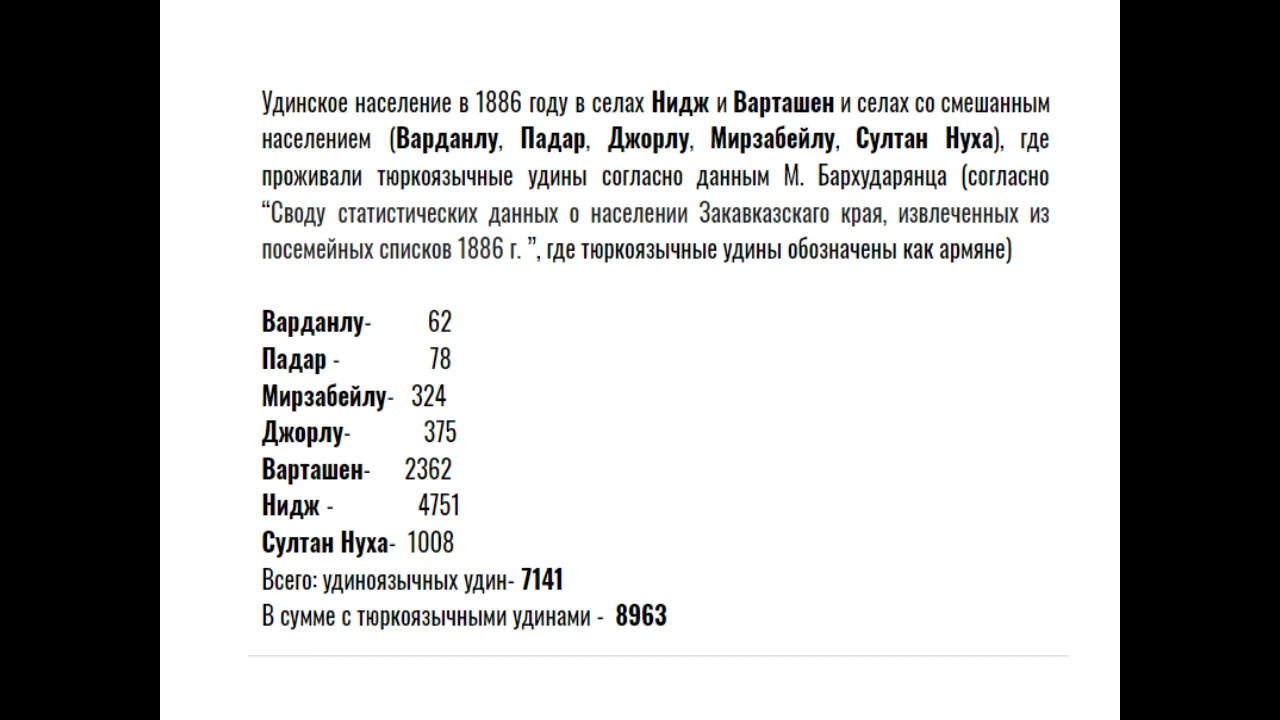 Удинское население в 1886 году в селах Нидж и Варташен и селах со смешанным
населением (Варданлу, Падар, Джорлу, Мирзабейлу, Султан Нуха), где
проживали тюркоязычные удины согласно данным М. Бархударянца (согласно
“Своду статистических данных о населении Закавказскаго края, извлеченных из
посемейных списков 1886 г. ”, где тюркоязычные удины обозначены как армяне)
Варданлу- 62
Падар - 78
Мирзабейлу- 324
Джорлу- 375
Варташен- 2362
Нидж - 4751
Султан Нуха- 1008
Всего: удиноязычных удин- 7141
В сумме с тюркоязычными удинами - 8963